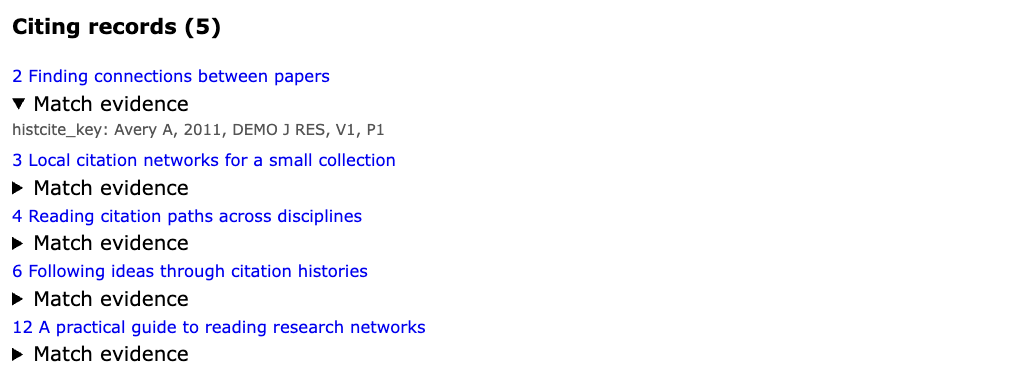 Citing records (5)
2 Finding connections between papers
▼ Match evidence
histcite_key: Avery A, 2011, DEMO J RES, V1, P1
3 Local citation networks for a small collection
▶ Match evidence
4 Reading citation paths across disciplines
▶ Match evidence
6 Following ideas through citation histories
▶ Match evidence
12 A practical guide to reading research networks
▶ Match evidence